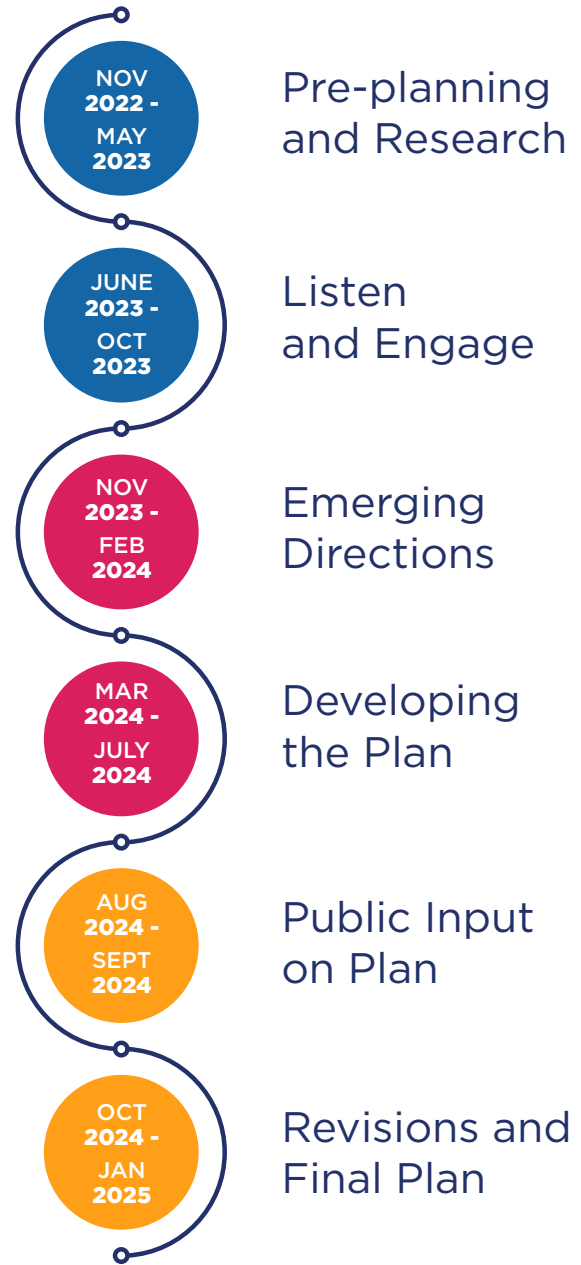 NOV
2022 -
MAY
2023
Pre-planning
and Research
JUNE
2023 -
OCT
2023
Listen
and Engage
NOV
2023 -
FEB
2024
Emerging
Directions
MAR
2024 -
JULY
2024
Developing
the Plan
AUG
2024 -
SEPT
2024
Public Input
on Plan
OCT
2024 -
JAN
2025
Revisions and
Final Plan